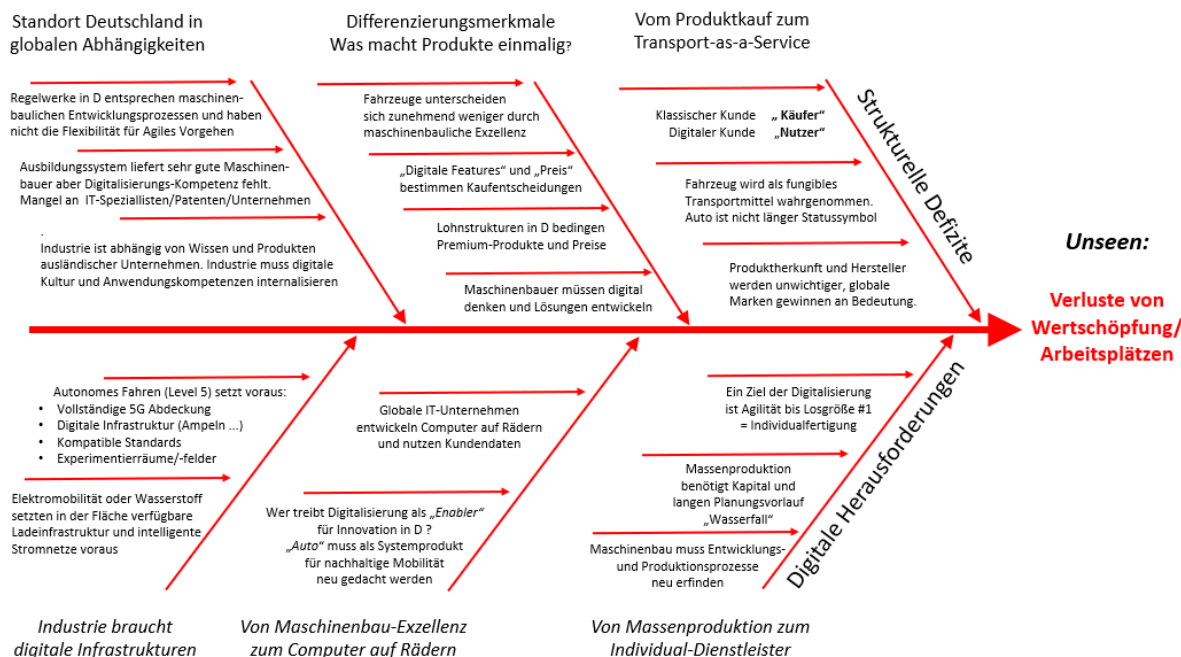 Standort Deutschland in
globalen Abhängigkeiten
Regelwerke in D entsprechen maschinen-
baulichen Entwicklungsprozessen und haben
nicht die Flexibilität für Agiles Vorgehen
Ausbildungssystem liefert sehr gute Maschinen-
bauer aber Digitalisierungs-Kompetenz fehlt.
Mangel an IT-Speziallisten/Patenten/Unternehmen
.
Industrie ist abhängig von Wissen und Produkten
ausländischer Unternehmen. Industrie muss digitale
Kultur und Anwendungskompetenzen internalisieren
Differenzierungsmerkmale
Was macht Produkte einmalig?
Fahrzeuge unterscheiden
sich zunehmend weniger durch
maschinenbauliche Exzellenz
„Digitale Features“ und „Preis“
bestimmen Kaufentscheidungen
Lohnstrukturen in D bedingen
Premium-Produkte und Preise
Maschinenbauer müssen digital
denken und Lösungen entwickeln
Vom Produktkauf zum
Transport-as-a-Service
Klassischer Kunde „ Käufer“
Digitaler Kunde „Nutzer“
Fahrzeug wird als fungibles
Transportmittel wahrgenommen.
Auto ist nicht länger Statussymbol
Produktherkunft und Hersteller
werden unwichtiger, globale
Marken gewinnen an Bedeutung.
Strukturelle Defizite
Unseen:
Verluste von
Wertschöpfung/
Arbeitsplätzen
Autonomes Fahren (Level 5) setzt voraus:
• Vollständige 5G Abdeckung
• Digitale Infrastruktur (Ampeln ...)
• Kompatible Standards
• Experimentierräume/-felder
Elektromobilität oder Wasserstoff
setzten in der Fläche verfügbare
Ladeinfrastruktur und intelligente
Stromnetze voraus
Industrie braucht
digitale Infrastrukturen
Globale IT-Unternehmen
entwickeln Computer auf Rädern
und nutzen Kundendaten
Wer treibt Digitalisierung als „Enabler“
für Innovation in D ?
„Auto“ muss als Systemprodukt
für nachhaltige Mobilität
neu gedacht werden
Von Maschinenbau-Exzellenz
zum Computer auf Rädern
Ein Ziel der Digitalisierung
ist Agilität bis Losgröße #1
= Individualfertigung
Massenproduktion
benötigt Kapital und
langen Planungsvorlauf
„Wasserfall“
Maschinenbau muss Entwicklungs-
und Produktionsprozesse
neu erfinden
Von Massenproduktion zum
Individual-Dienstleister
Digitale Herausforderungen